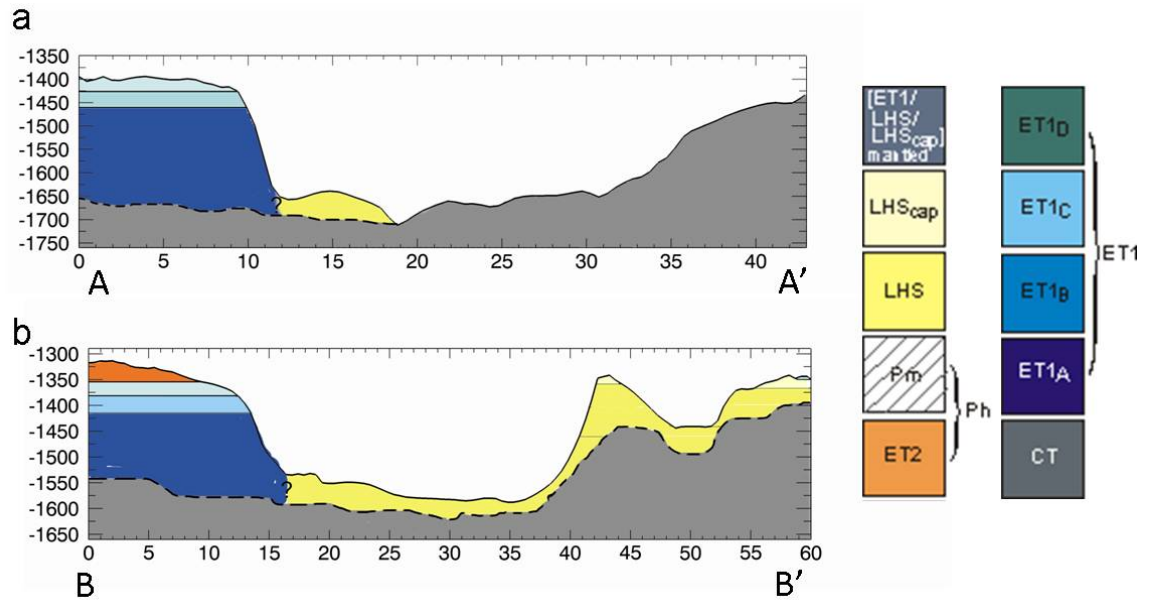 a
-1350
-1400
-1450
-1500
-1550
-1600
-1650
-1700
-1750
?
0 5 10 15 20 25 30 35 40
A A'
b
-1300
-1350
-1400
-1450
-1500
-1550
-1600
-1650
?
0 5 10 15 20 25 30 35 40 45 50 55 60
B B'
[ET1/
LHS/
LHScap]
mantled
LHScap
LHS
Pm
ET2
Ph
ET1D
ET1C
ET1B
ET1A
CT
ET1